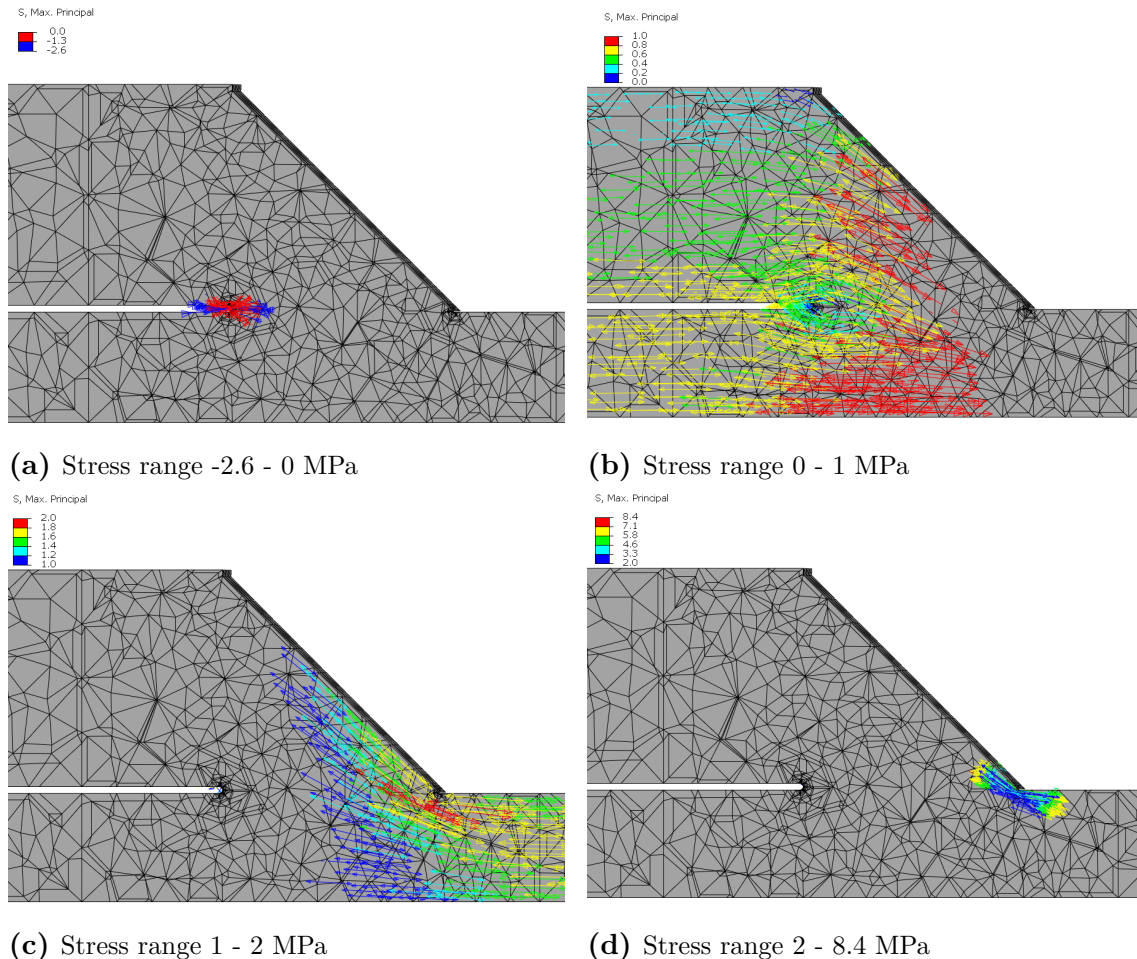 S, Max. Principal
0.0
-1.3
-2.6
S, Max. Principal
1.0
0.8
0.6
0.4
0.2
0.0
(a) Stress range -2.6 - 0 MPa
(b) Stress range 0 - 1 MPa
S, Max. Principal
2.0
1.8
1.6
1.4
1.2
1.0
S, Max. Principal
8.4
7.1
5.8
4.6
3.3
2.0
(c) Stress range 1 - 2 MPa
(d) Stress range 2 - 8.4 MPa